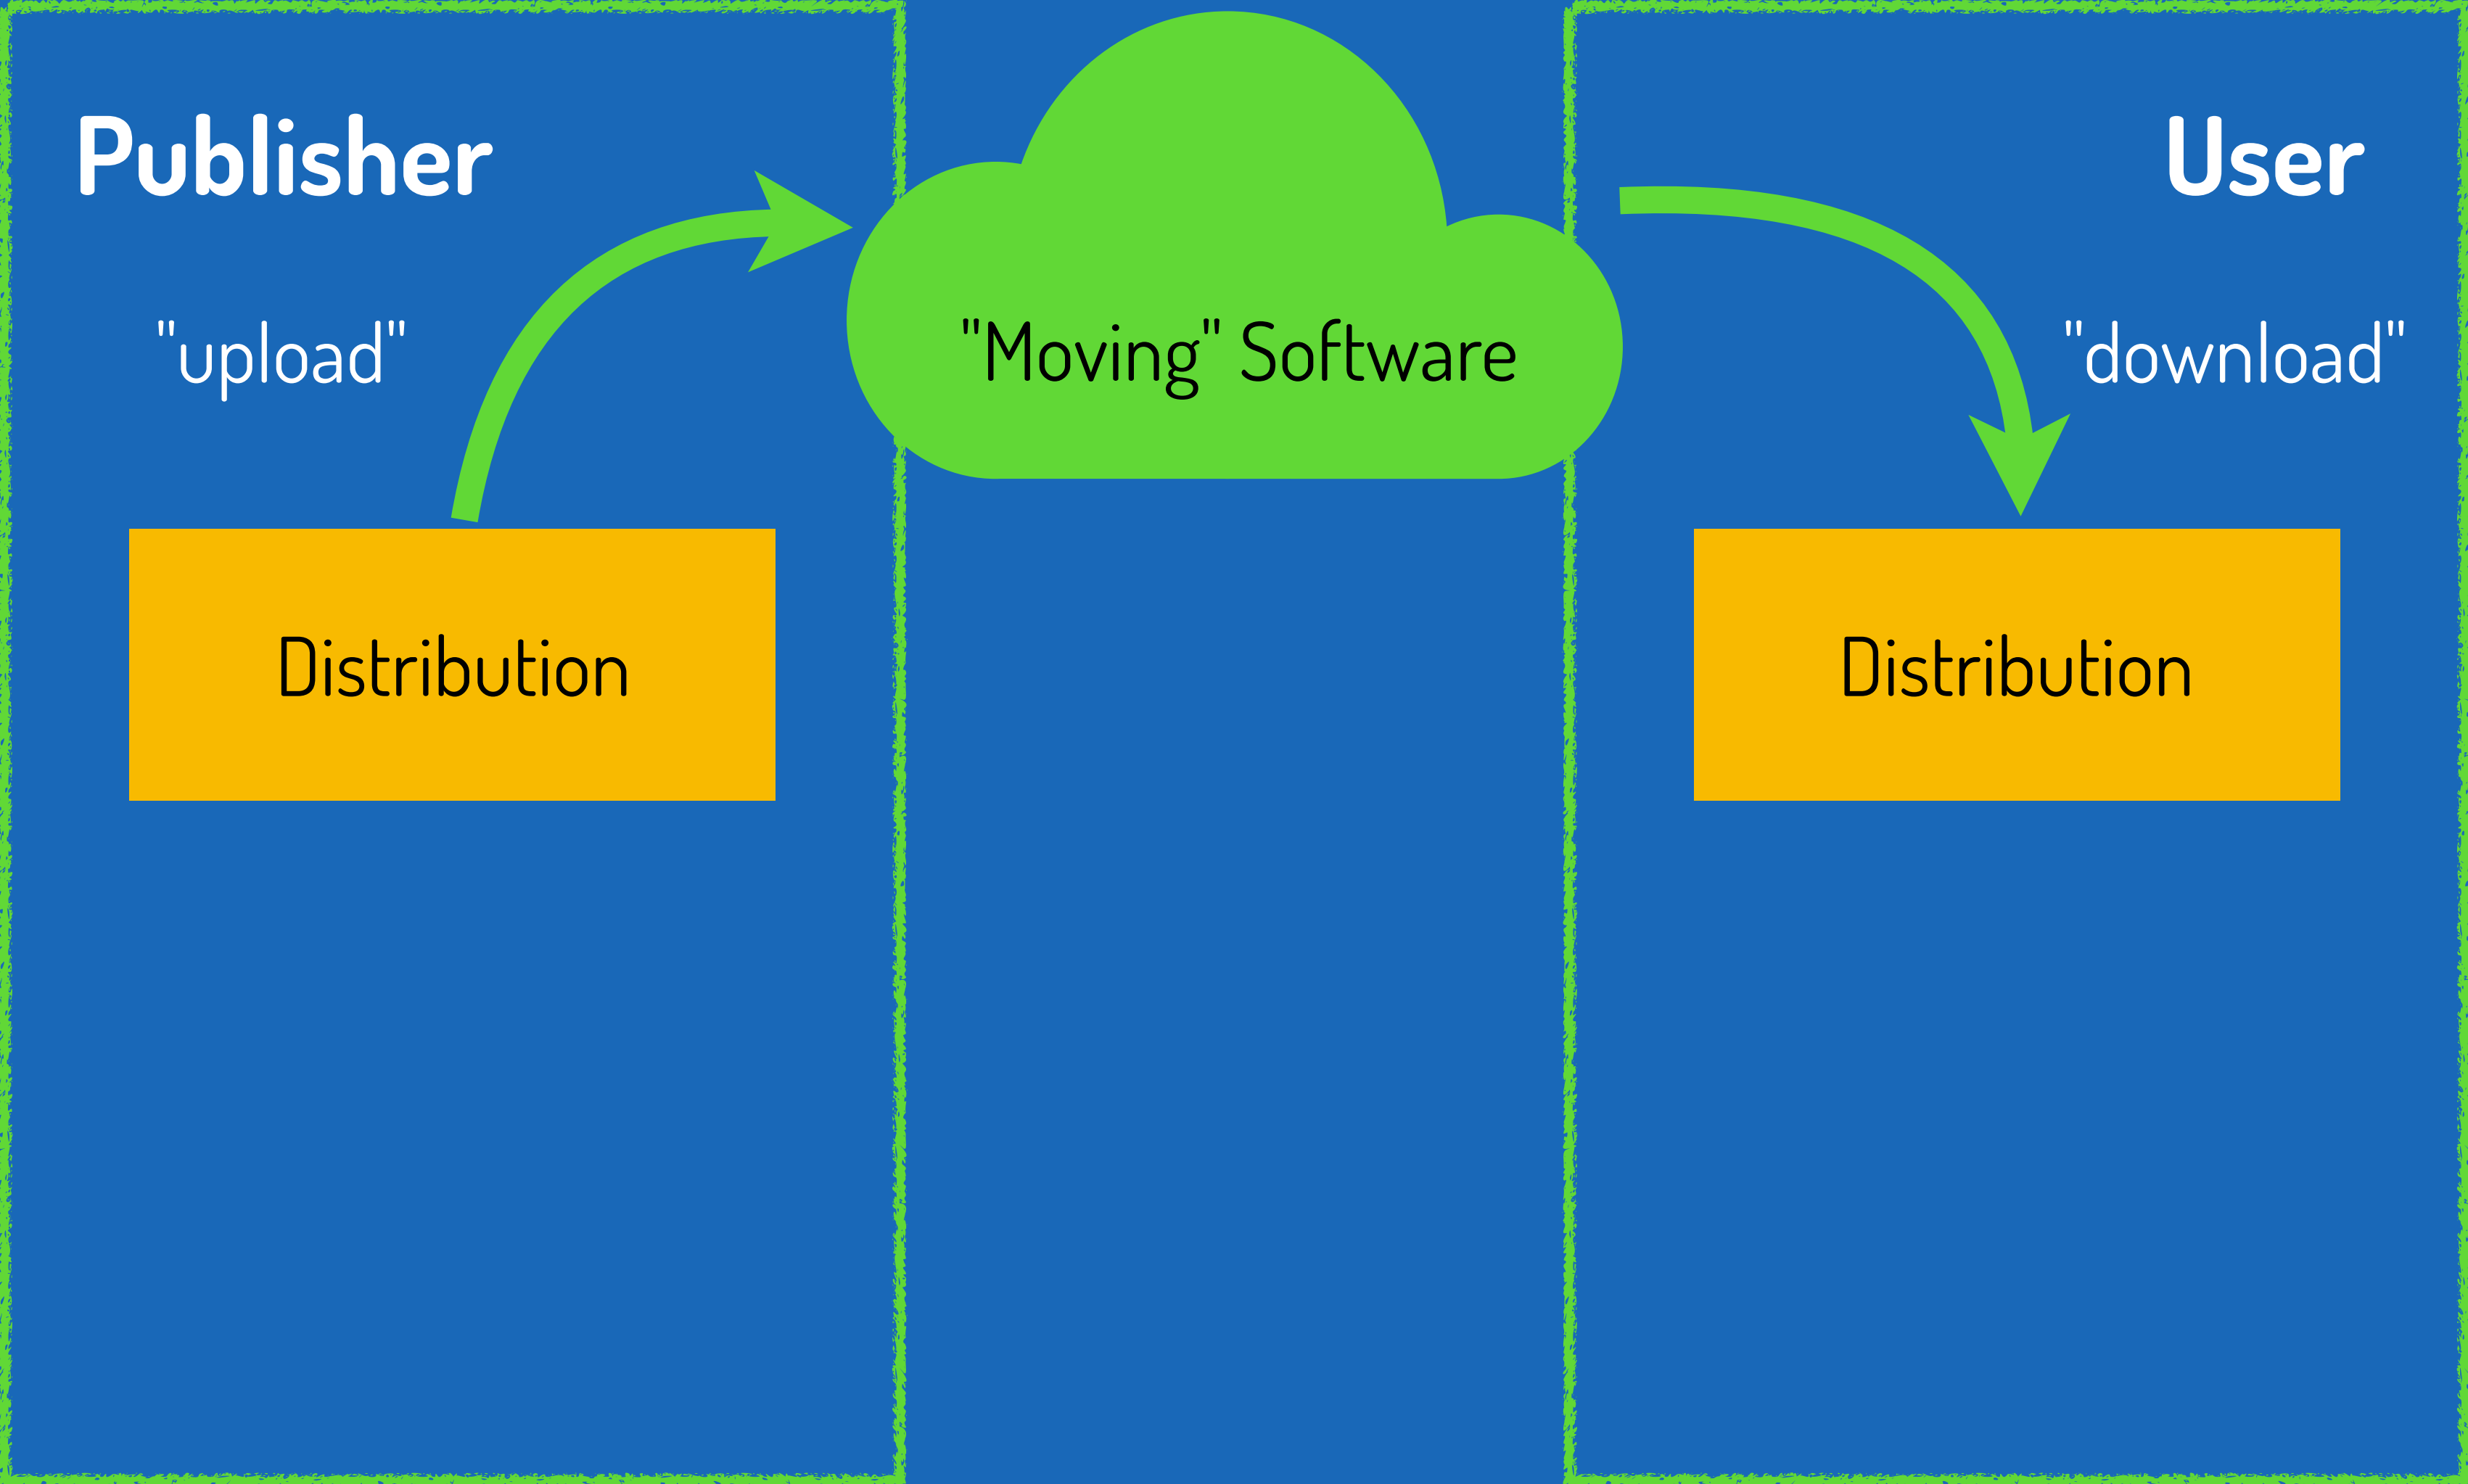 Publisher
User
"upload"
"Moving" Software
"download"
Distribution
Distribution